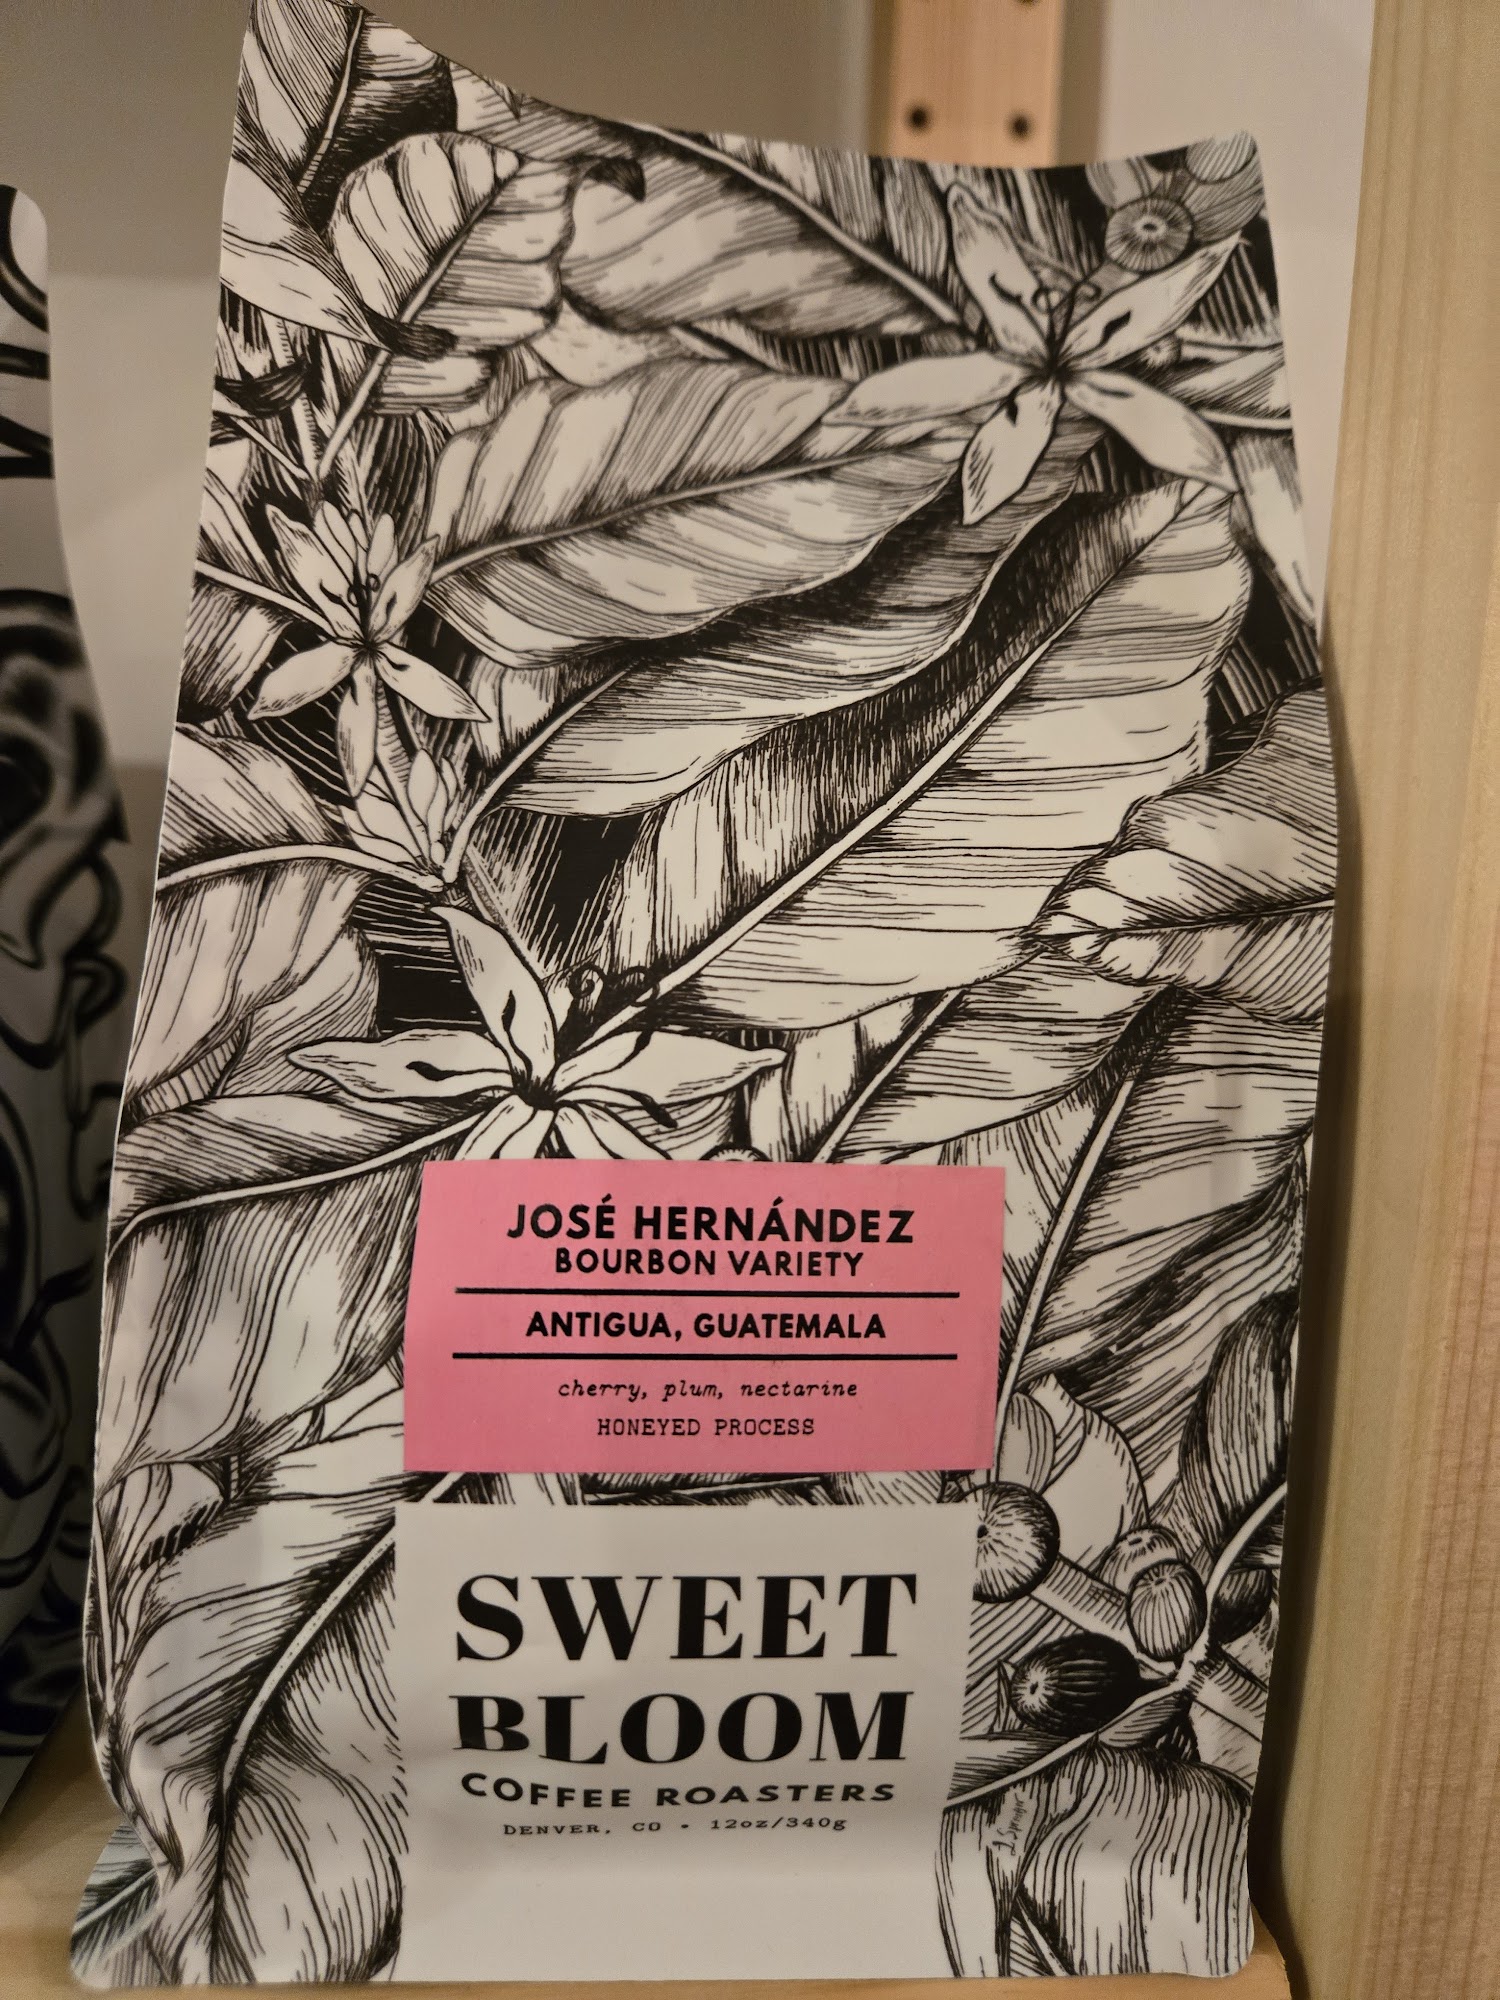 JOSÉ HERNÁNDEZ
BOURBON VARIETY
ANTIGUA, GUATEMALA
cherry, plum, nectarine
HONEYED PROCESS
SWEET
BLOOM
COFFEE ROASTERS
DENVER, CO • 12oz/340g